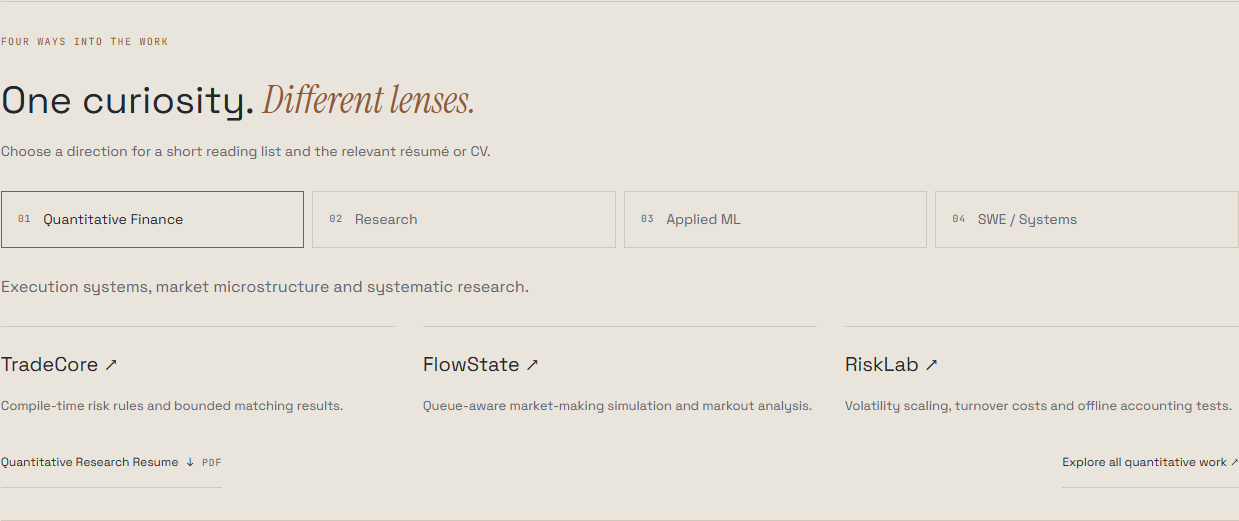 FOUR WAYS INTO THE WORK
One curiosity. Different lenses.
Choose a direction for a short reading list and the relevant résumé or CV.
01 Quantitative Finance
02 Research
03 Applied ML
04 SWE / Systems
Execution systems, market microstructure and systematic research.
TradeCore ↗
Compile-time risk rules and bounded matching results.
FlowState ↗
Queue-aware market-making simulation and markout analysis.
RiskLab ↗
Volatility scaling, turnover costs and offline accounting tests.
Quantitative Research Resume ↓ PDF
Explore all quantitative work ↗